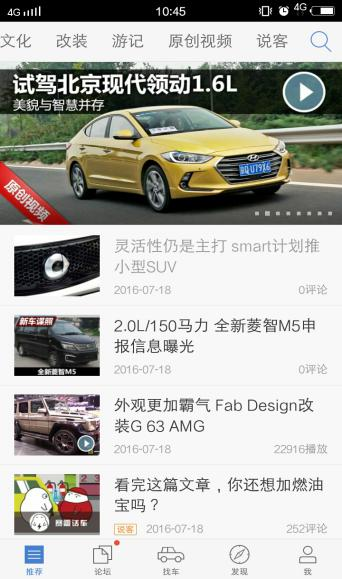 4G 10:45 4G
文化 改装 游记 原创视频 说客
试驾北京现代领动1.6L
美貌与智慧并存
原创视频
灵活性仍是主打 smart计划推
小型SUV
2016-07-18 0评论
新车谍照
全新菱智M5
2.0L/150马力 全新菱智M5申
报信息曝光
2016-07-18 0评论
外观更加霸气 Fab Design改
装G 63 AMG
22916播放
赛雷话车
看完这篇文章，你还想加燃油
宝吗？
说客 2016-07-18 252评论
推荐 论坛 找车 发现 我